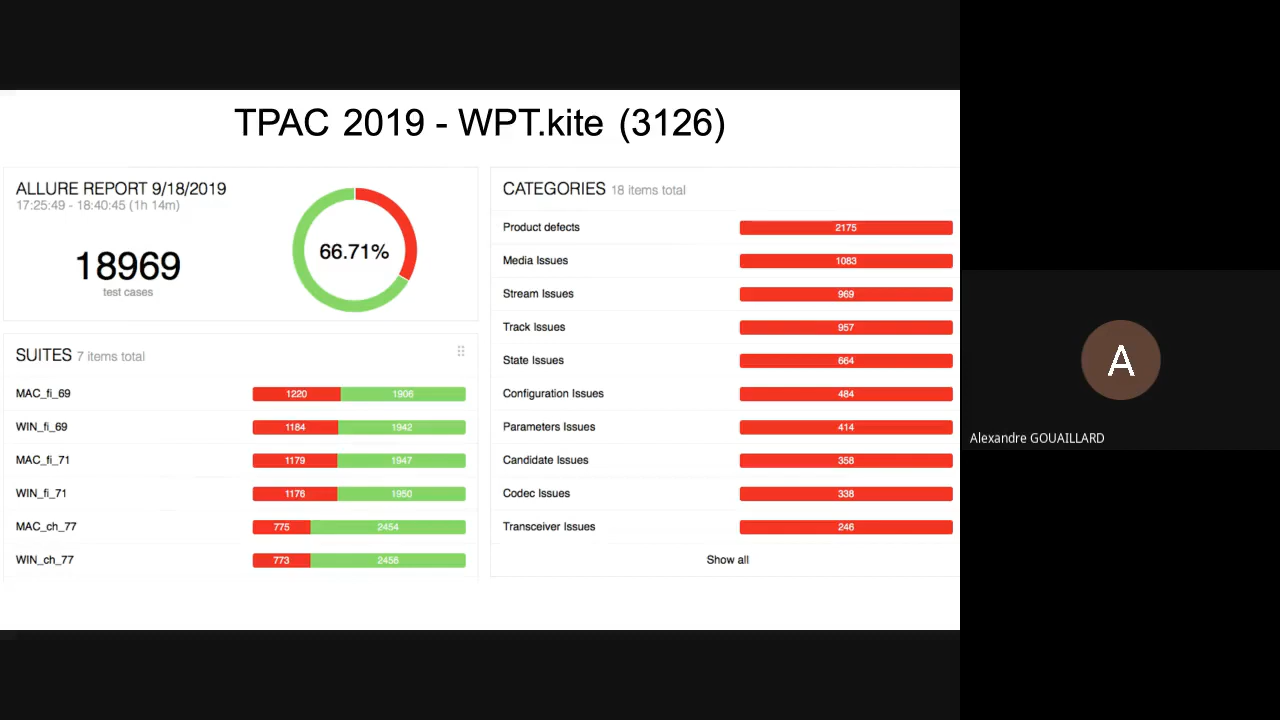 TPAC 2019 - WPT.kite (3126)
ALLURE REPORT 9/18/2019
17:25:49 - 18:40:45 (1h 14m)
18969
test cases
66.71%
SUITES 7 items total
MAC_fi_69 1220 1906
WIN_fi_69 1184 1942
MAC_fi_71 1179 1947
WIN_fi_71 1176 1950
MAC_ch_77 775 2454
WIN_ch_77 773 2456
CATEGORIES 18 items total
Product defects 2175
Media Issues 1083
Stream Issues 969
Track Issues 957
State Issues 664
Configuration Issues 484
Parameters Issues 414
Candidate Issues 358
Codec Issues 338
Transceiver Issues 246
Show all
A
Alexandre GOUAILLARD